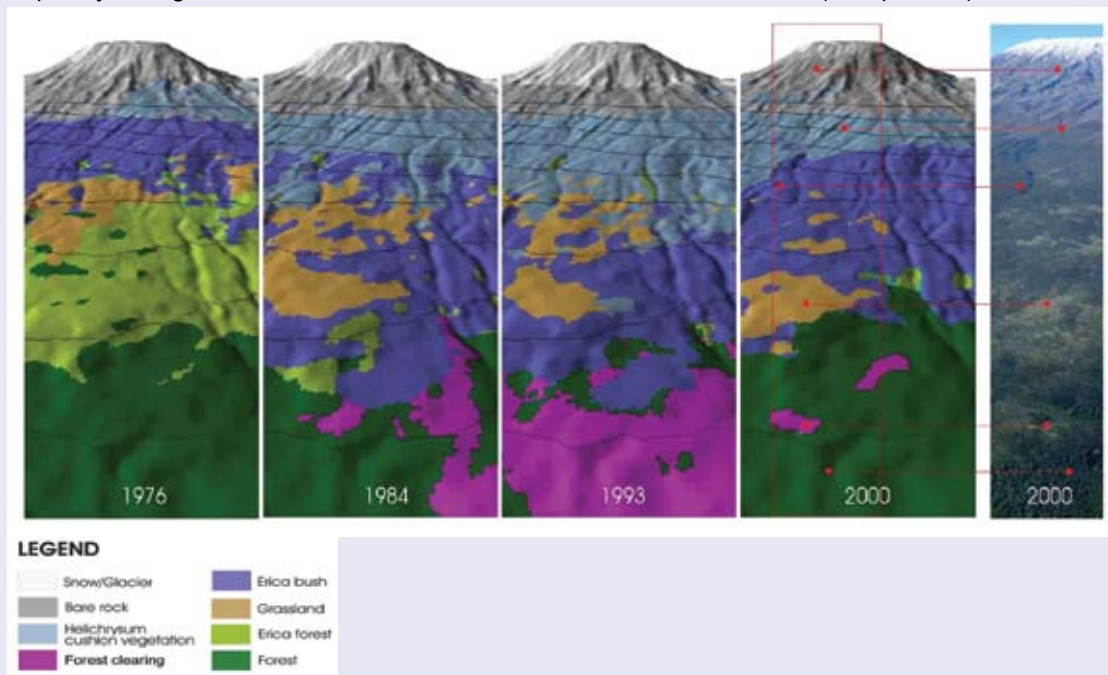 1976
1984
1993
2000
2000
LEGEND
Snow/Glacier
Bare rock
Helichrysum
cushion vegetation
Forest clearing
Erica bush
Grassland
Erica forest
Forest